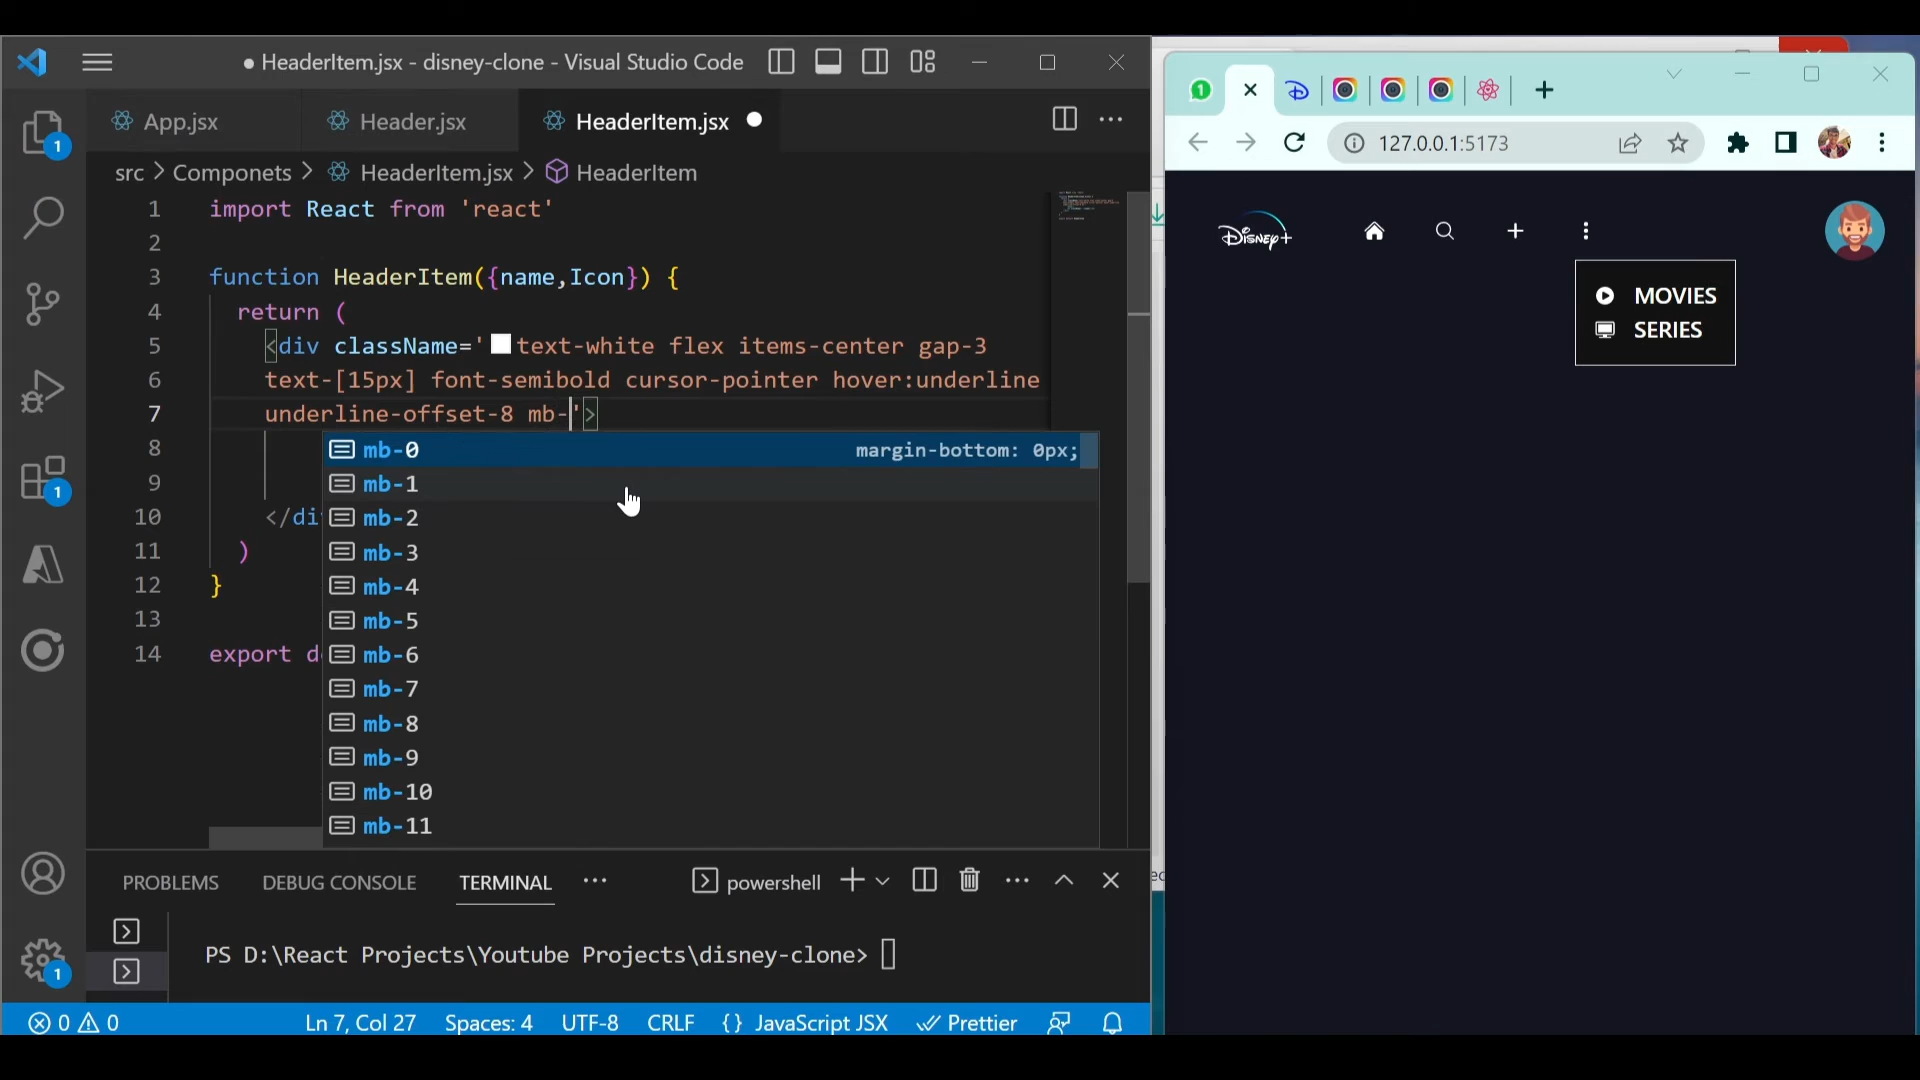 ● HeaderItem.jsx - disney-clone - Visual Studio Code
App.jsx
Header.jsx
HeaderItem.jsx
src > Componets > HeaderItem.jsx > HeaderItem
1 import React from 'react'
2
3 function HeaderItem({name,Icon}) {
4 return (
5 <div className='text-white flex items-center gap-3
6 text-[15px] font-semibold cursor-pointer hover:underline
7 underline-offset-8 mb-'>
8 mb-0 margin-bottom: 0px;
9 mb-1
10 </di mb-2
11 ) mb-3
12 } mb-4
13 mb-5
14 export d mb-6
mb-7
mb-8
mb-9
mb-10
mb-11
1
1
1
PROBLEMS
DEBUG CONSOLE
TERMINAL
powershell
PS D:\React Projects\Youtube Projects\disney-clone>
0 0
Ln 7, Col 27
Spaces: 4
UTF-8
CRLF
{ } JavaScript JSX
Prettier
1
127.0.0.1:5173
Disney+
MOVIES
SERIES